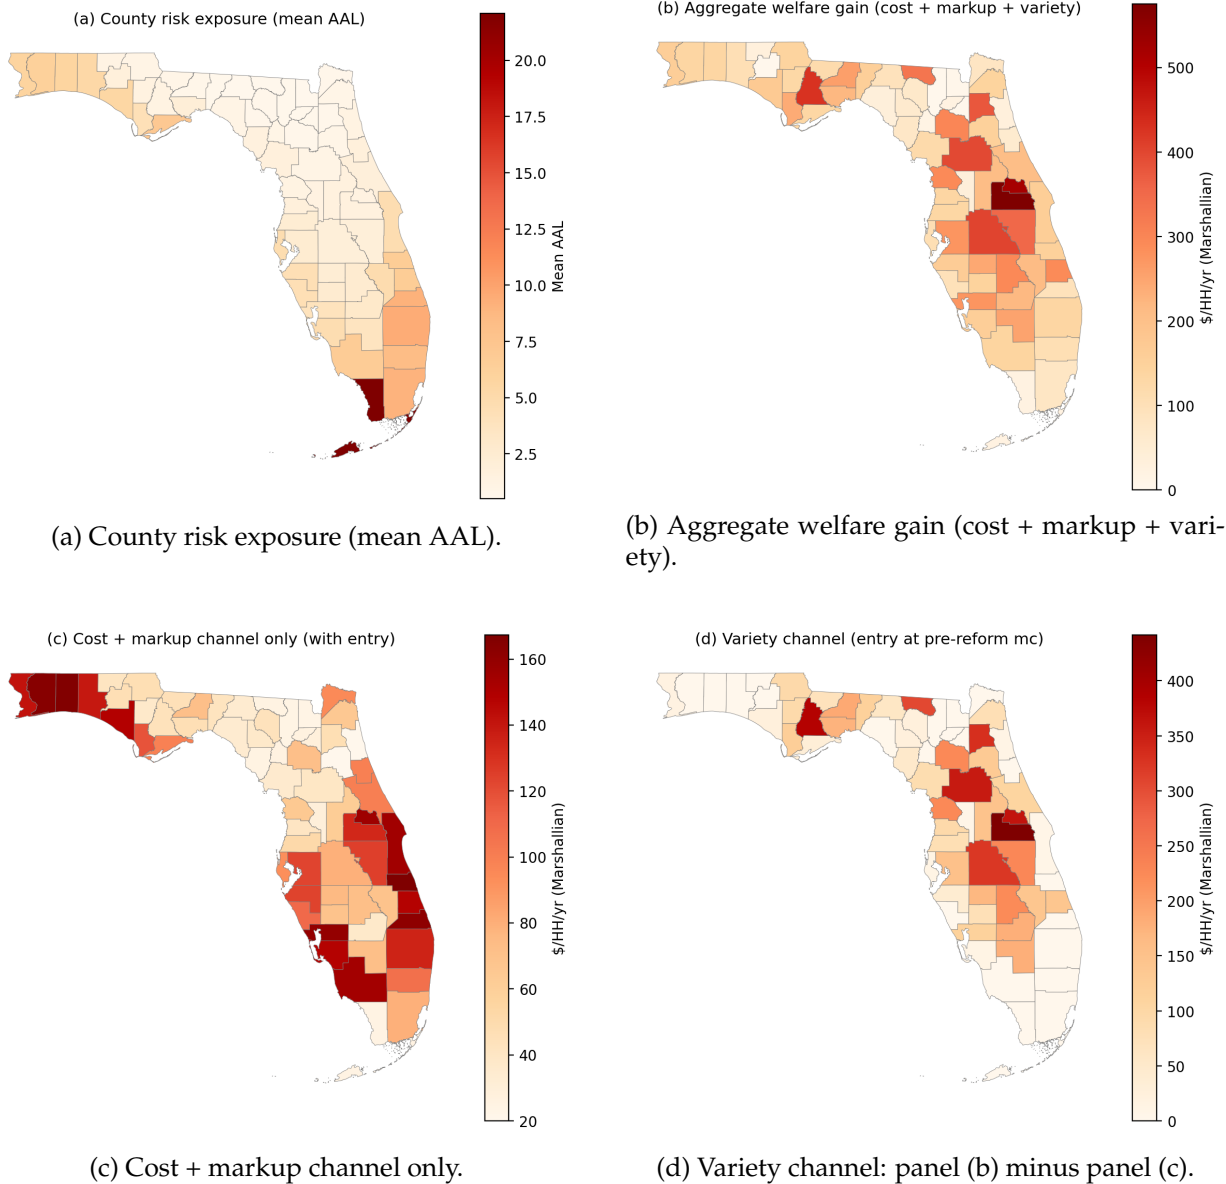 (a) County risk exposure (mean AAL)
20.0
17.5
15.0
12.5
10.0
7.5
5.0
2.5
Mean AAL
(a) County risk exposure (mean AAL).
(b) Aggregate welfare gain (cost + markup + variety)
500
400
300
200
100
0
$/HH/yr (Marshallian)
(b) Aggregate welfare gain (cost + markup + vari-
ety).
(c) Cost + markup channel only (with entry)
160
140
120
100
80
60
40
20
$/HH/yr (Marshallian)
(c) Cost + markup channel only.
(d) Variety channel (entry at pre-reform mc)
400
350
300
250
200
150
100
50
0
$/HH/yr (Marshallian)
(d) Variety channel: panel (b) minus panel (c).